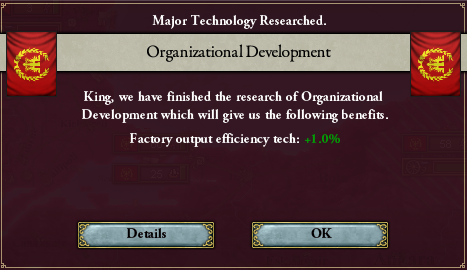 Major Technology Researched.
Organizational Development
King, we have finished the research of Organizational
Development which will give us the following benefits.
Factory output efficiency tech: +1.0%
Details
OK